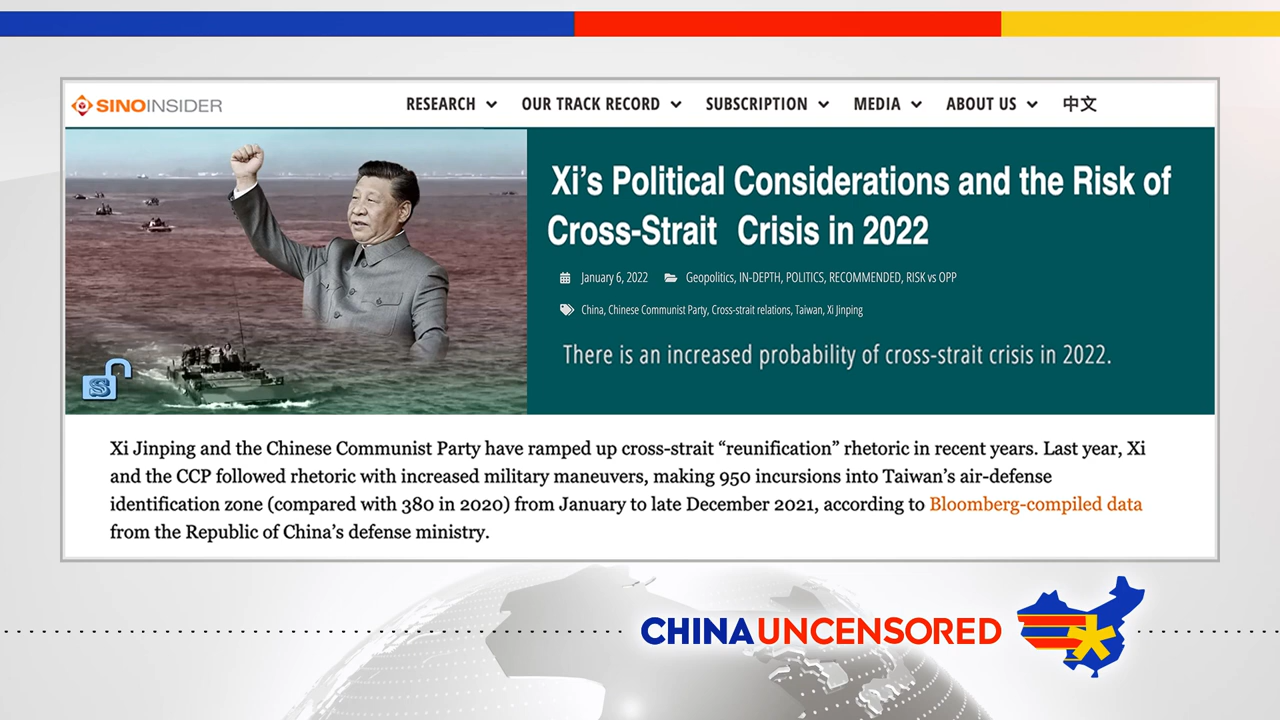 SINOINSIDER
RESEARCH OUR TRACK RECORD SUBSCRIPTION MEDIA ABOUT US 中文
Xi's Political Considerations and the Risk of
Cross-Strait Crisis in 2022
January 6, 2022 Geopolitics, IN-DEPTH, POLITICS, RECOMMENDED, RISK vs OPP
China, Chinese Communist Party, Cross-strait relations, Taiwan, Xi Jinping
There is an increased probability of cross-strait crisis in 2022.
S
Xi Jinping and the Chinese Communist Party have ramped up cross-strait “reunification” rhetoric in recent years. Last year, Xi
and the CCP followed rhetoric with increased military maneuvers, making 950 incursions into Taiwan's air-defense
identification zone (compared with 380 in 2020) from January to late December 2021, according to Bloomberg-compiled data
from the Republic of China's defense ministry.
CHINAUNCENSORED